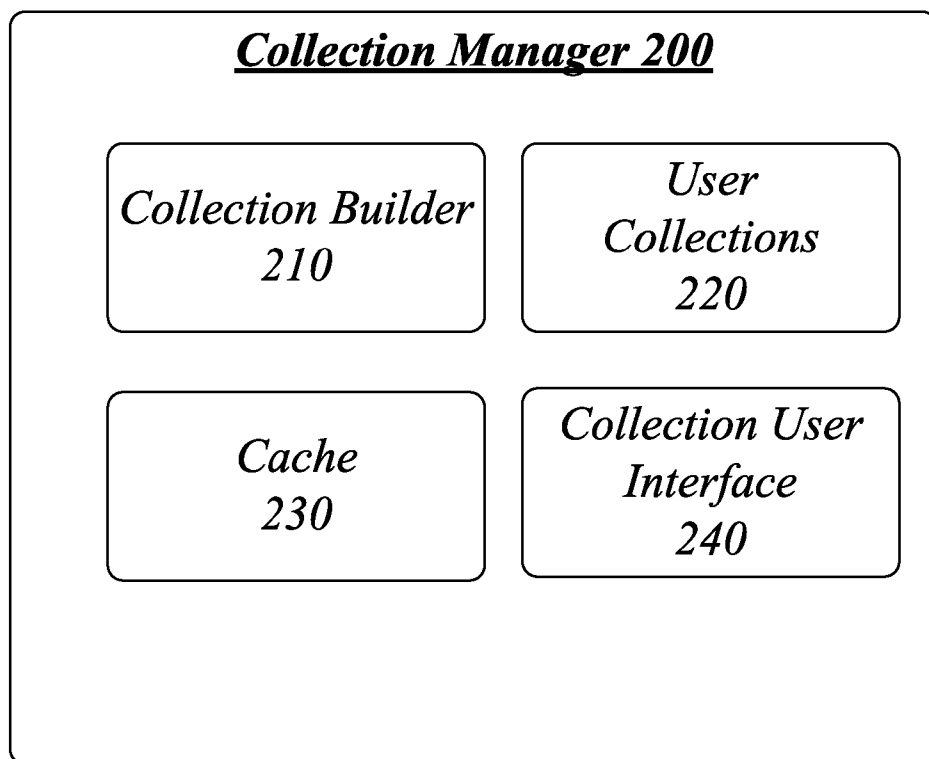 Collection Manager 200
Collection Builder
210
User
Collections
220
Cache
230
Collection User
Interface
240